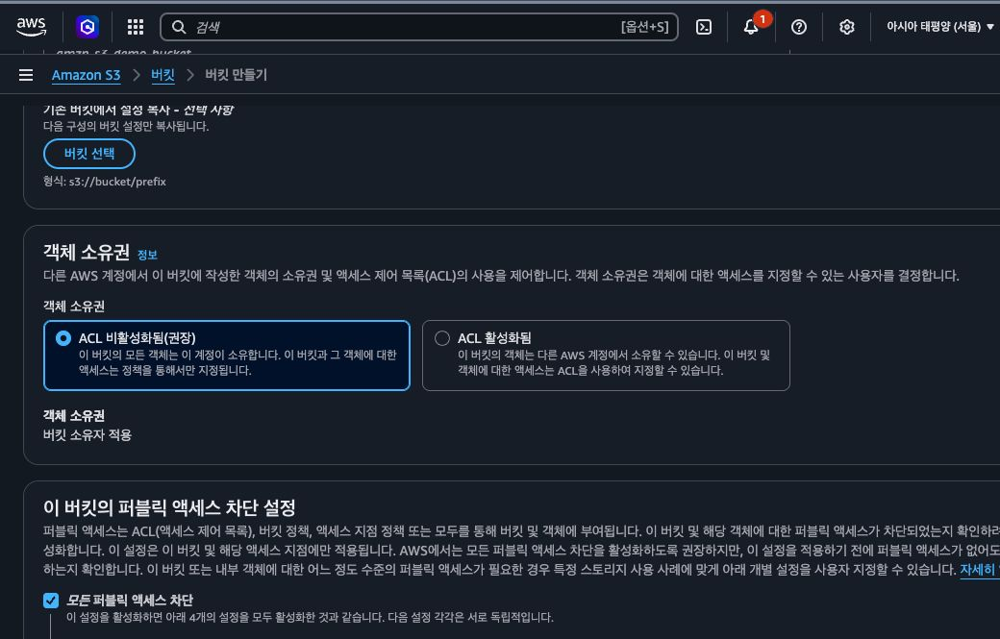 aws
검색
[옵션+S]
1
아시아 태평양 (서울)
amzn-s3-demo-bucket
Amazon S3
버킷
버킷 만들기
기존 버킷에서 설정 복사 - 선택 사항
다음 구성의 버킷 설정만 복사됩니다.
버킷 선택
형식: s3://bucket/prefix
객체 소유권 정보
다른 AWS 계정에서 이 버킷에 작성한 객체의 소유권 및 액세스 제어 목록(ACL)의 사용을 제어합니다. 객체 소유권은 객체에 대한 액세스를 지정할 수 있는 사용자를 결정합니다.
객체 소유권
ACL 비활성화됨(권장)
이 버킷의 모든 객체는 이 계정이 소유합니다. 이 버킷과 그 객체에 대한
액세스는 정책을 통해서만 지정됩니다.
ACL 활성화됨
이 버킷의 객체는 다른 AWS 계정에서 소유할 수 있습니다. 이 버킷 및
객체에 대한 액세스는 ACL을 사용하여 지정할 수 있습니다.
객체 소유권
버킷 소유자 적용
이 버킷의 퍼블릭 액세스 차단 설정
퍼블릭 액세스는 ACL(액세스 제어 목록), 버킷 정책, 액세스 지점 정책 또는 모두를 통해 버킷 및 객체에 부여됩니다. 이 버킷 및 해당 객체에 대한 퍼블릭 액세스가 차단되었는지 확인하려
성화합니다. 이 설정은 이 버킷 및 해당 액세스 지점에만 적용됩니다. AWS에서는 모든 퍼블릭 액세스 차단을 활성화하도록 권장하지만, 이 설정을 적용하기 전에 퍼블릭 액세스가 없어도
하는지 확인합니다. 이 버킷 또는 내부 객체에 대한 어느 정도 수준의 퍼블릭 액세스가 필요한 경우 특정 스토리지 사용 사례에 맞게 아래 개별 설정을 사용자 지정할 수 있습니다. 자세히
모든 퍼블릭 액세스 차단
이 설정을 활성화하면 아래 4개의 설정을 모두 활성화한 것과 같습니다. 다음 설정 각각은 서로 독립적입니다.